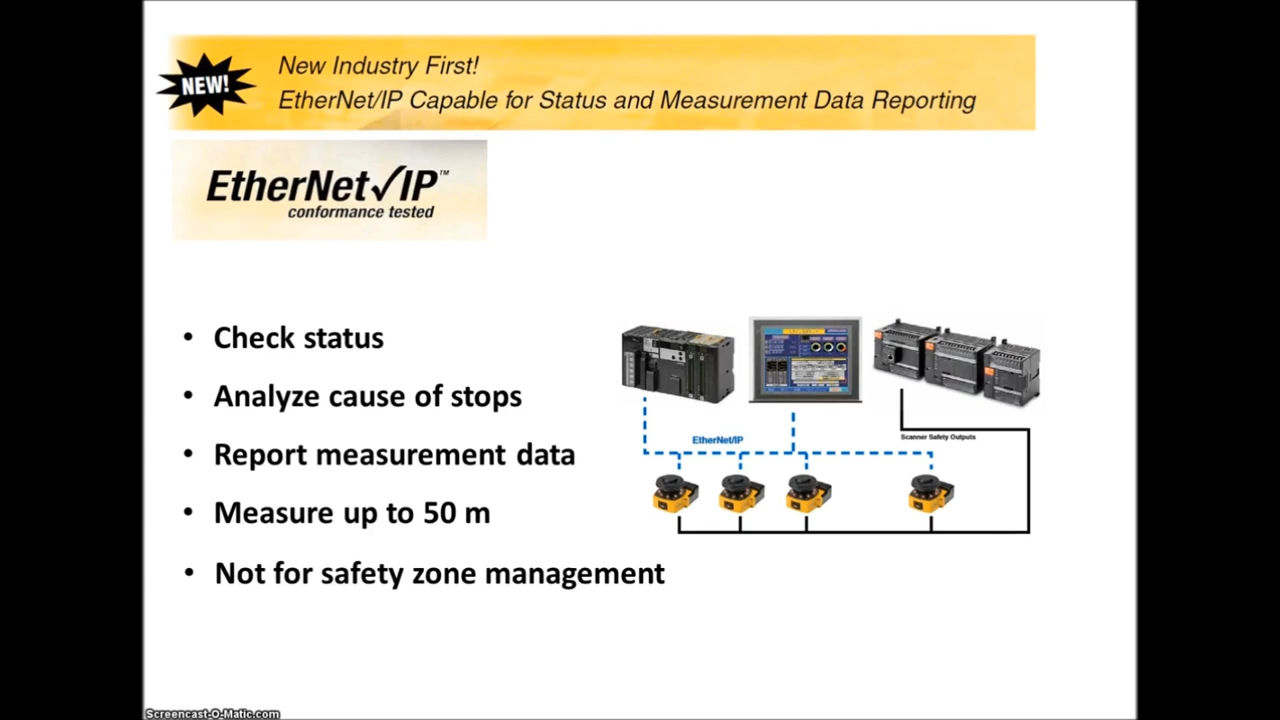 NEW!
New Industry First!
EtherNet/IP Capable for Status and Measurement Data Reporting
EtherNet/IP™
conformance tested
• Check status
• Analyze cause of stops
• Report measurement data
• Measure up to 50 m
• Not for safety zone management
EtherNet/IP
Scanner Safety Outputs
Screencast-O-Matic.com